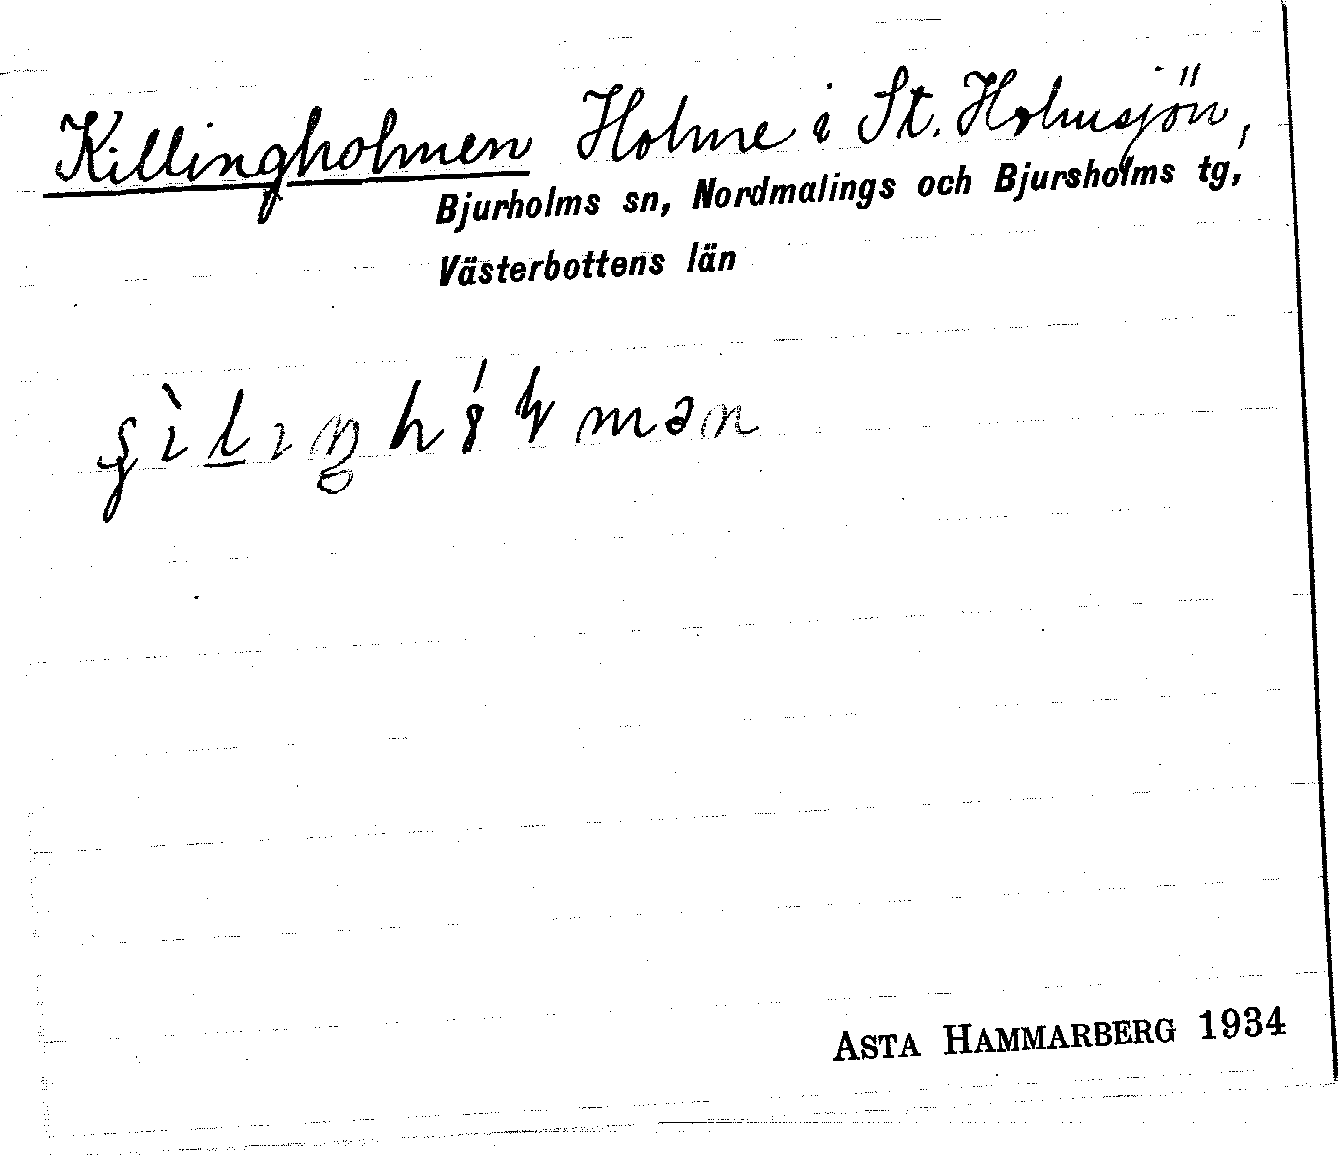 Killingholmen Holme i St. Holmsjön,
Bjurholms sn, Nordmalings och Bjursholms tg,
Västerbottens län
ASTA HAMMARBERG 1934